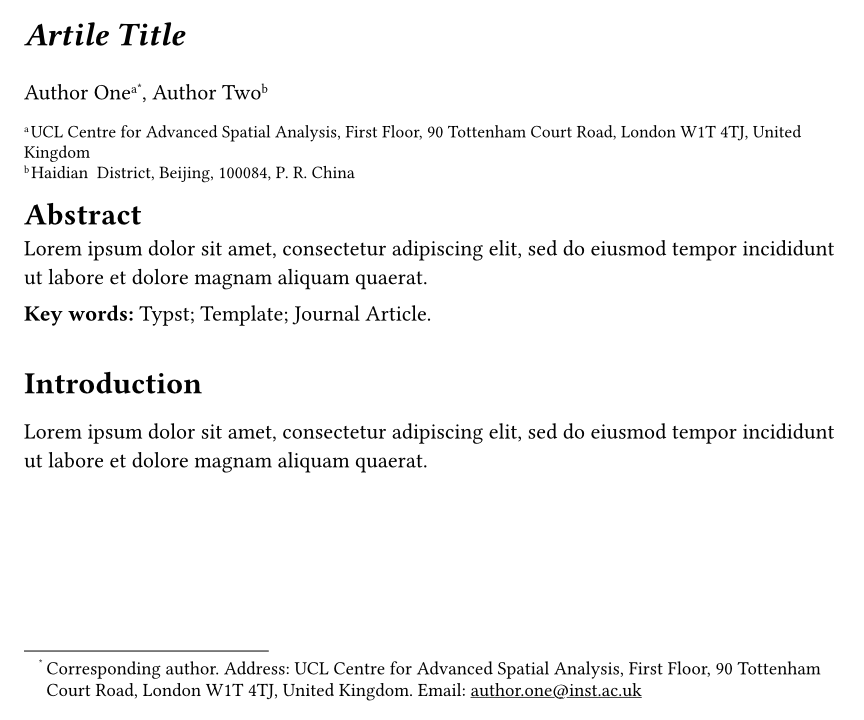 Artile Title
Author Oneᵃ*, Author Twoᵇ
ᵃUCL Centre for Advanced Spatial Analysis, First Floor, 90 Tottenham Court Road, London W1T 4TJ, United
Kingdom
ᵇHaidian District, Beijing, 100084, P. R. China
Abstract
Lorem ipsum dolor sit amet, consectetur adipiscing elit, sed do eiusmod tempor incididunt
ut labore et dolore magnam aliquam quaerat.
Key words: Typst; Template; Journal Article.
Introduction
Lorem ipsum dolor sit amet, consectetur adipiscing elit, sed do eiusmod tempor incididunt
ut labore et dolore magnam aliquam quaerat.
* Corresponding author. Address: UCL Centre for Advanced Spatial Analysis, First Floor, 90 Tottenham
Court Road, London W1T 4TJ, United Kingdom. Email: author.one@inst.ac.uk